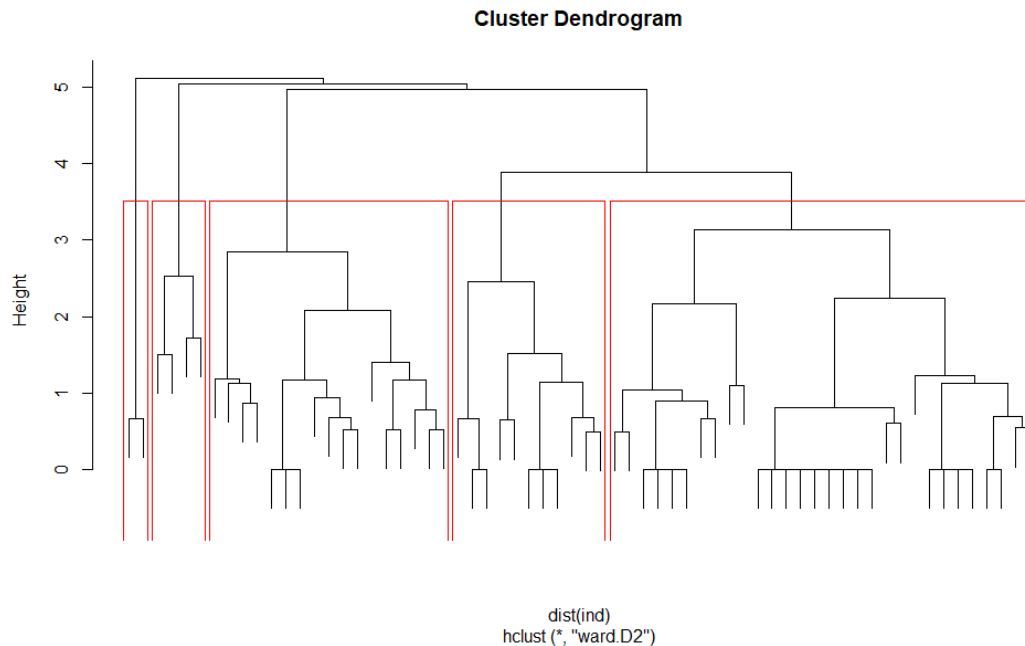 Cluster Dendrogram
Height
5
4
3
2
1
0
dist(ind)
hclust (*, "ward.D2")